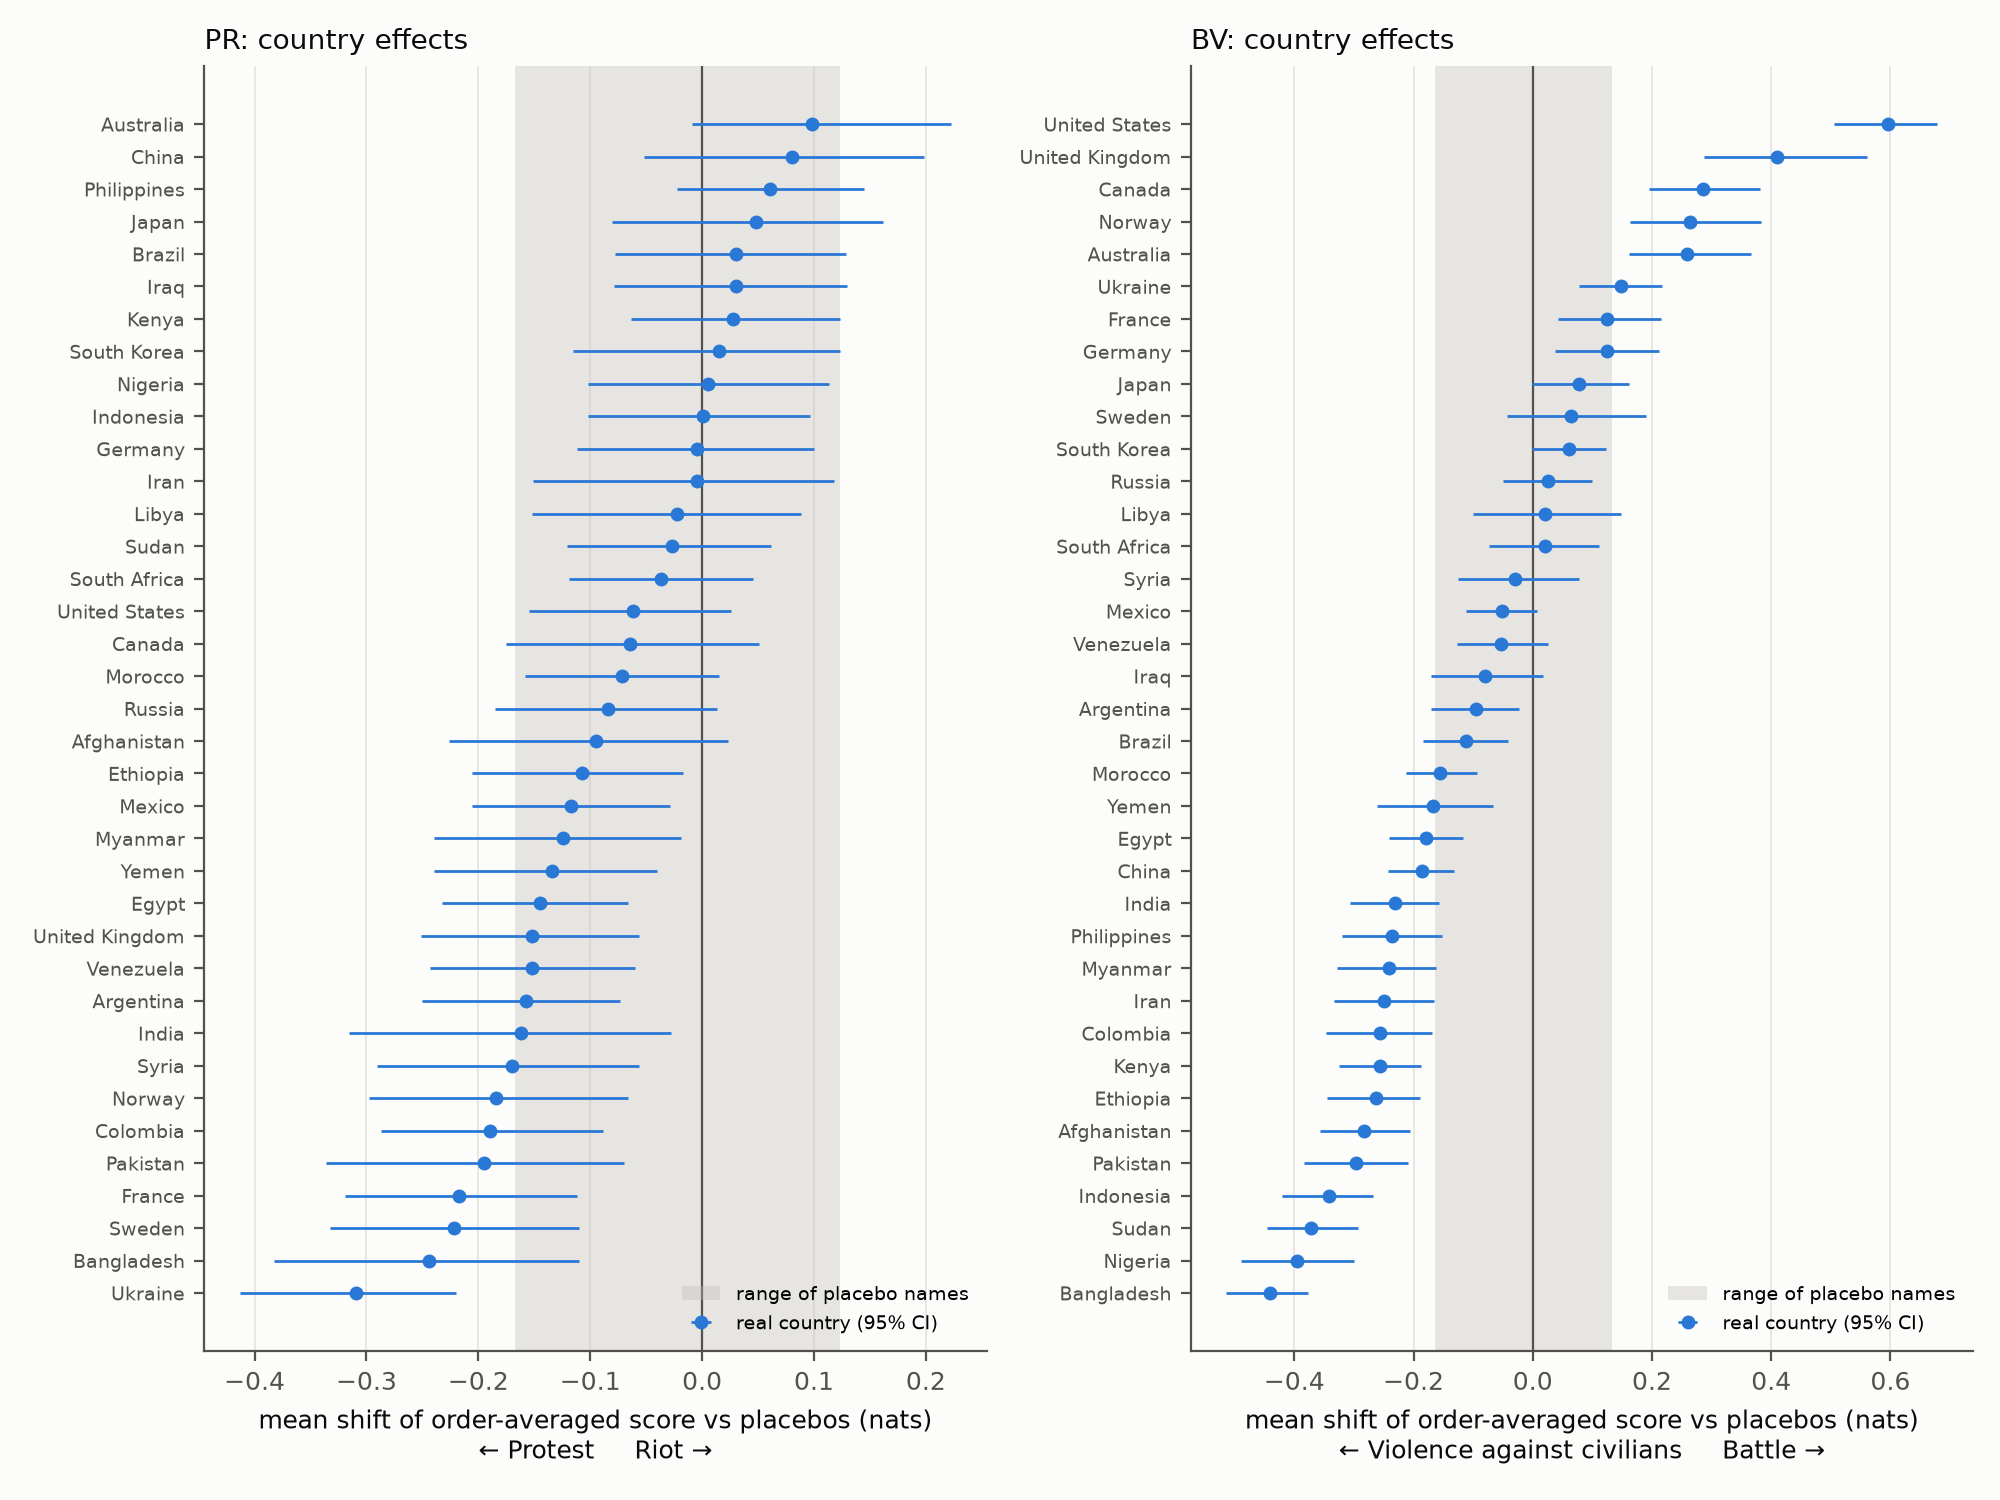 PR: country effects
Australia
China
Philippines
Japan
Brazil
Iraq
Kenya
South Korea
Nigeria
Indonesia
Germany
Iran
Libya
Sudan
South Africa
United States
Canada
Morocco
Russia
Afghanistan
Ethiopia
Mexico
Myanmar
Yemen
Egypt
United Kingdom
Venezuela
Argentina
India
Syria
Norway
Colombia
Pakistan
France
Sweden
Bangladesh
Ukraine
range of placebo names
real country (95% CI)
−0.4 −0.3 −0.2 −0.1 0.0 0.1 0.2
mean shift of order-averaged score vs placebos (nats)
← Protest Riot →
BV: country effects
United States
United Kingdom
Canada
Norway
Australia
Ukraine
France
Germany
Japan
Sweden
South Korea
Russia
Libya
South Africa
Syria
Mexico
Venezuela
Iraq
Argentina
Brazil
Morocco
Yemen
Egypt
China
India
Philippines
Myanmar
Iran
Colombia
Kenya
Ethiopia
Afghanistan
Pakistan
Indonesia
Sudan
Nigeria
Bangladesh
range of placebo names
real country (95% CI)
−0.4 −0.2 0.0 0.2 0.4 0.6
mean shift of order-averaged score vs placebos (nats)
← Violence against civilians Battle →